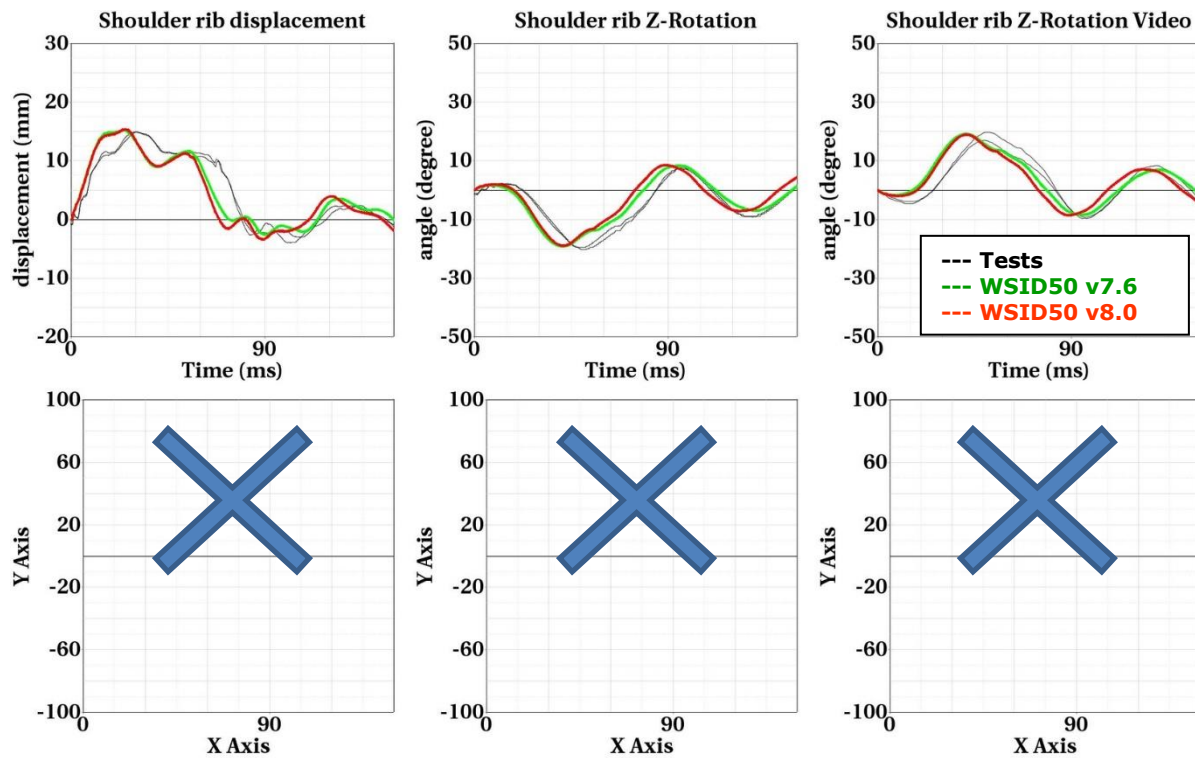 Shoulder rib displacement
30
20
10
0
-10
-20
displacement (mm)
0
90
Time (ms)
Shoulder rib Z-Rotation
50
30
10
-10
-30
-50
angle (degree)
0
90
Time (ms)
Shoulder rib Z-Rotation Video
50
30
10
-10
-30
-50
angle (degree)
--- Tests
--- WSID50 v7.6
--- WSID50 v8.0
0
90
Time (ms)
100
60
20
-20
-60
-100
Y Axis
0
90
X Axis
100
60
20
-20
-60
-100
Y Axis
0
90
X Axis
100
60
20
-20
-60
-100
Y Axis
0
90
X Axis